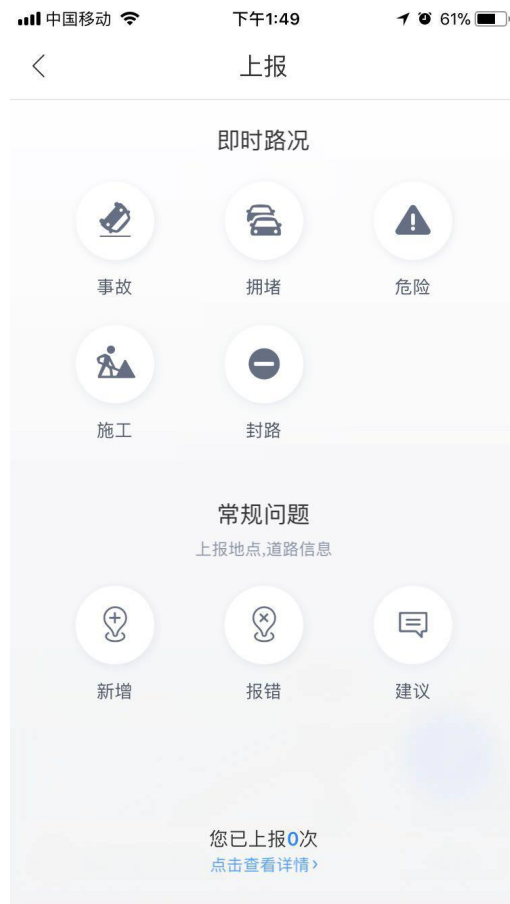 中国移动 下午1:49 61%
上报
即时路况
事故 拥堵 危险
施工 封路
常规问题
上报地点,道路信息
新增 报错 建议
您已上报0次
点击查看详情